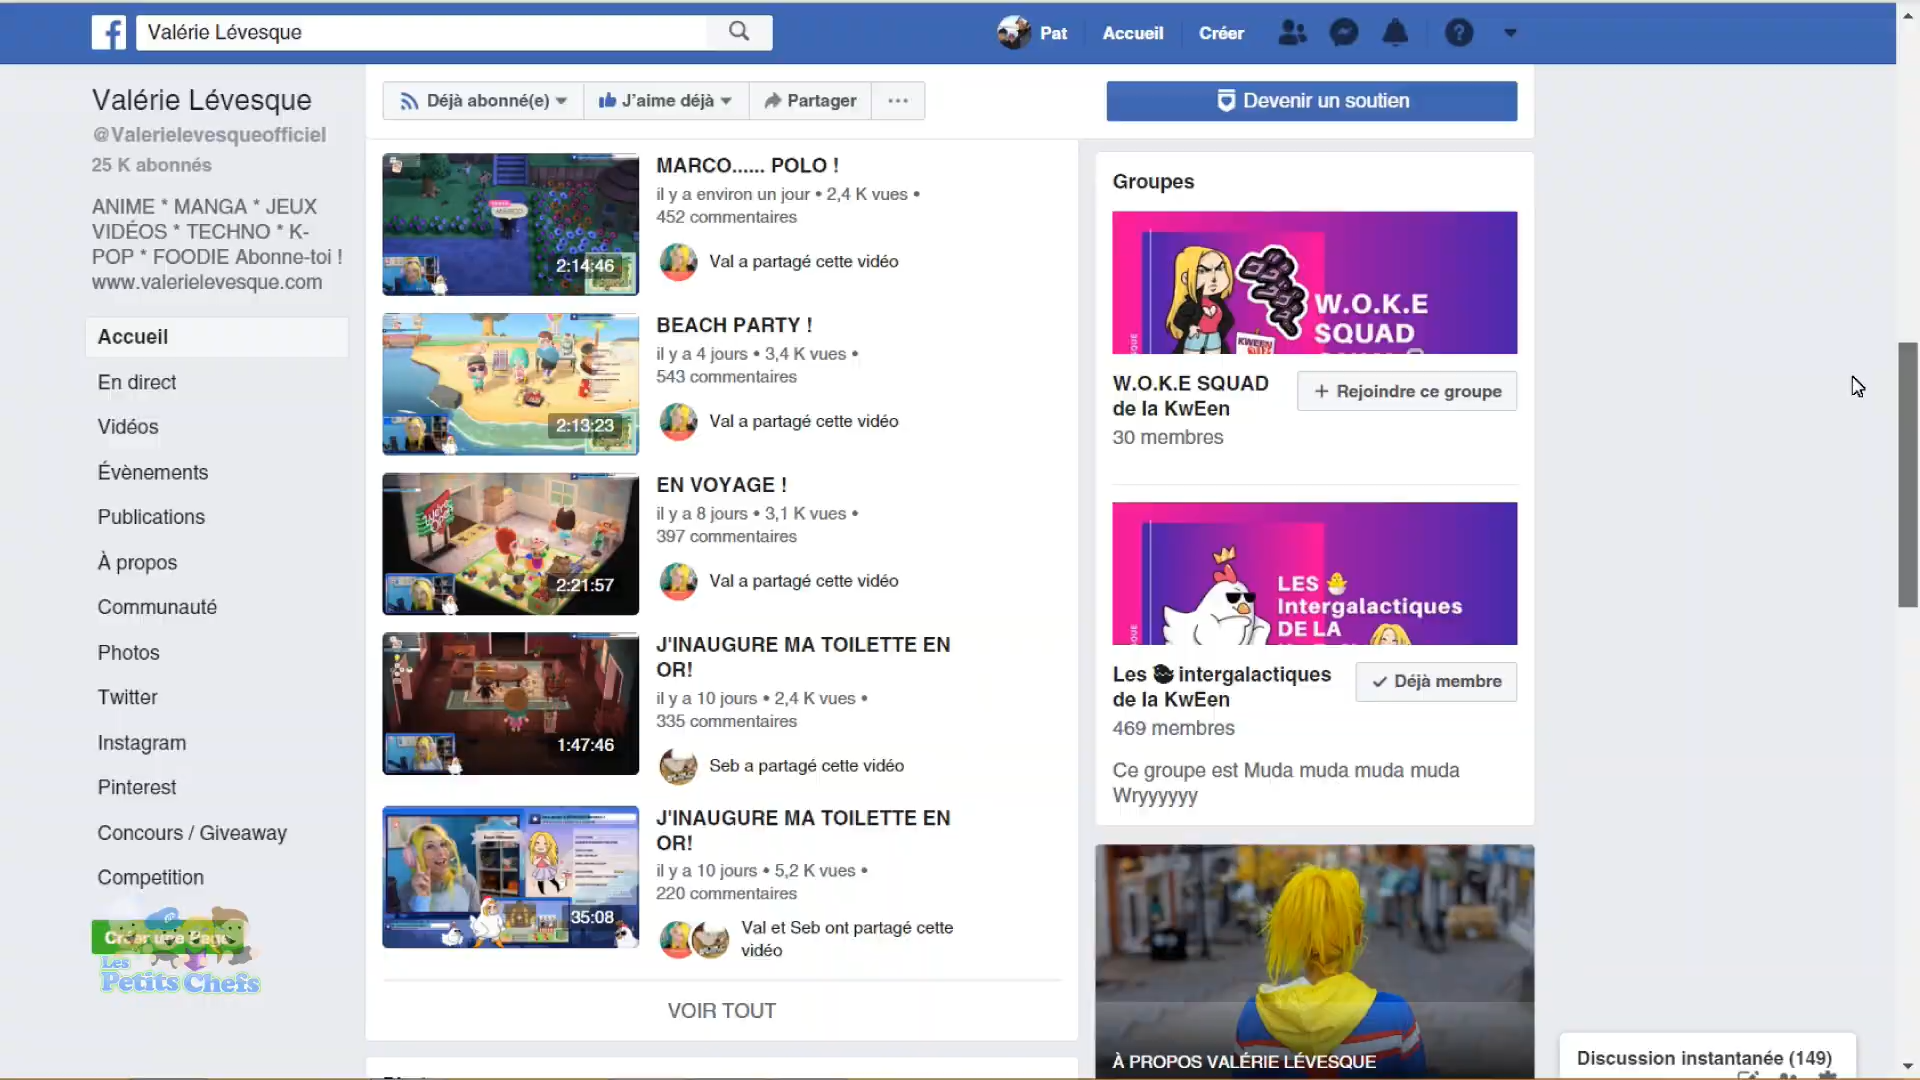 Valérie Lévesque
Pat
Accueil
Créer
Valérie Lévesque
@Valerielevesqueofficiel
25 K abonnés
ANIME * MANGA * JEUX
VIDÉOS * TECHNO * K-
POP * FOODIE Abonne-toi !
www.valerielevesque.com
Accueil
En direct
Vidéos
Évènements
Publications
À propos
Communauté
Photos
Twitter
Instagram
Pinterest
Concours / Giveaway
Competition
Créer une Page
Les
Petits Chefs
Déjà abonné(e)
J'aime déjà
Partager
Devenir un soutien
MARCO...... POLO !
il y a environ un jour • 2,4 K vues •
452 commentaires
2:14:46
Val a partagé cette vidéo
BEACH PARTY !
il y a 4 jours • 3,4 K vues •
543 commentaires
2:13:23
Val a partagé cette vidéo
EN VOYAGE !
il y a 8 jours • 3,1 K vues •
397 commentaires
2:21:57
Val a partagé cette vidéo
J'INAUGURE MA TOILETTE EN
OR!
il y a 10 jours • 2,4 K vues •
335 commentaires
1:47:46
Seb a partagé cette vidéo
J'INAUGURE MA TOILETTE EN
OR!
il y a 10 jours • 5,2 K vues •
220 commentaires
35:08
Val et Seb ont partagé cette
vidéo
VOIR TOUT
Groupes
W.O.K.E
SQUAD
KWEEN
W.O.K.E SQUAD
de la KwEen
Rejoindre ce groupe
30 membres
LES
Intergalactiques
DE LA
Les intergalactiques
de la KwEen
Déjà membre
469 membres
Ce groupe est Muda muda muda muda
Wryyyyyy
À PROPOS VALÉRIE LÉVESQUE
Discussion instantanée (149)